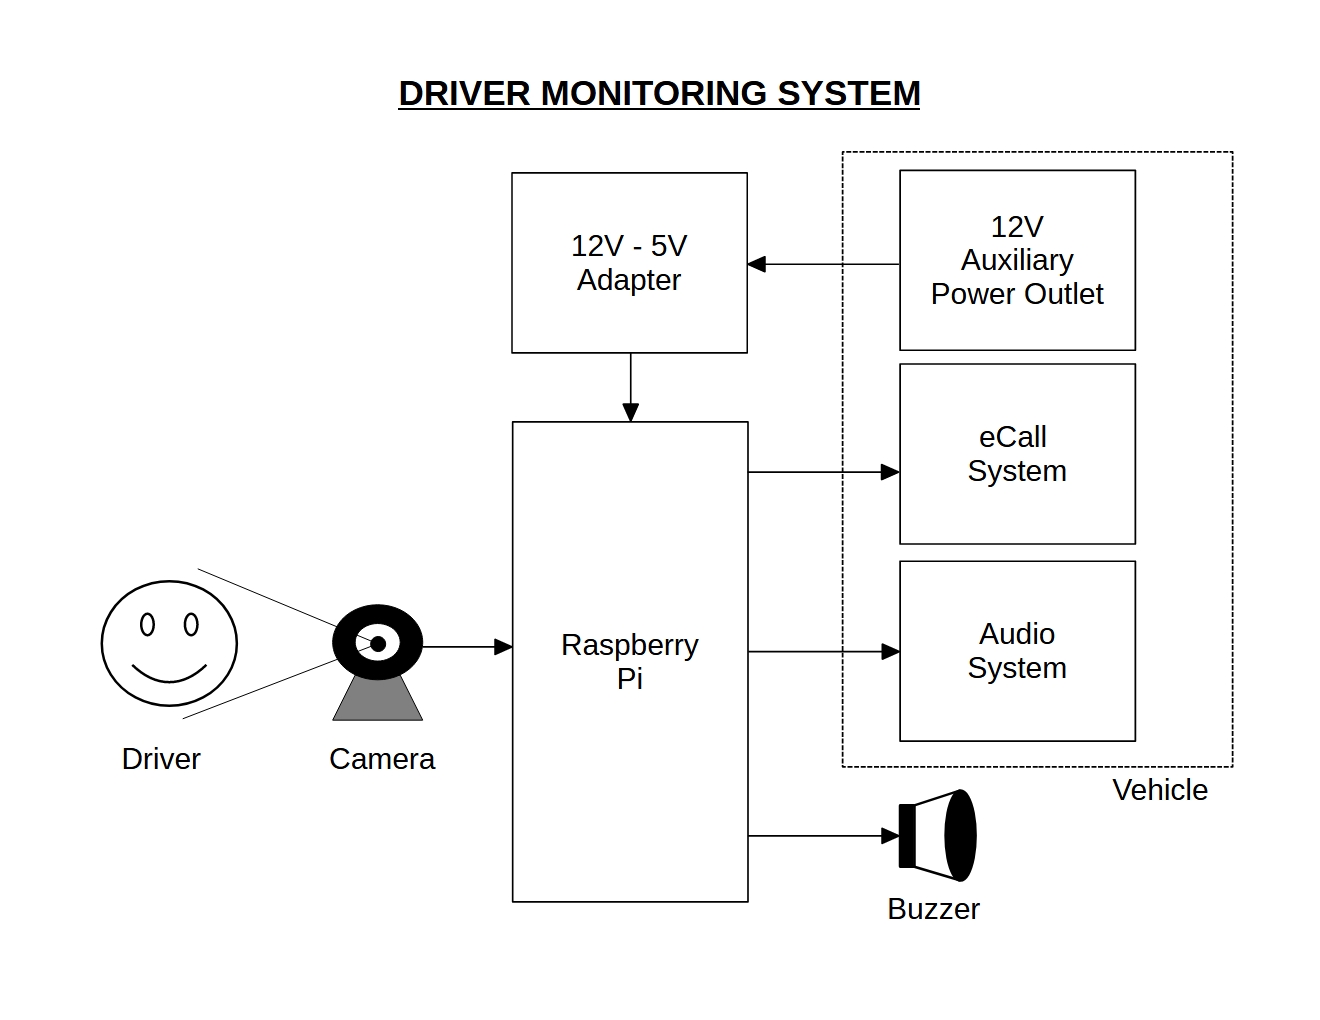 DRIVER MONITORING SYSTEM
12V - 5V
Adapter
12V
Auxiliary
Power Outlet
eCall
System
Raspberry
Pi
Audio
System
Driver
Camera
Vehicle
Buzzer